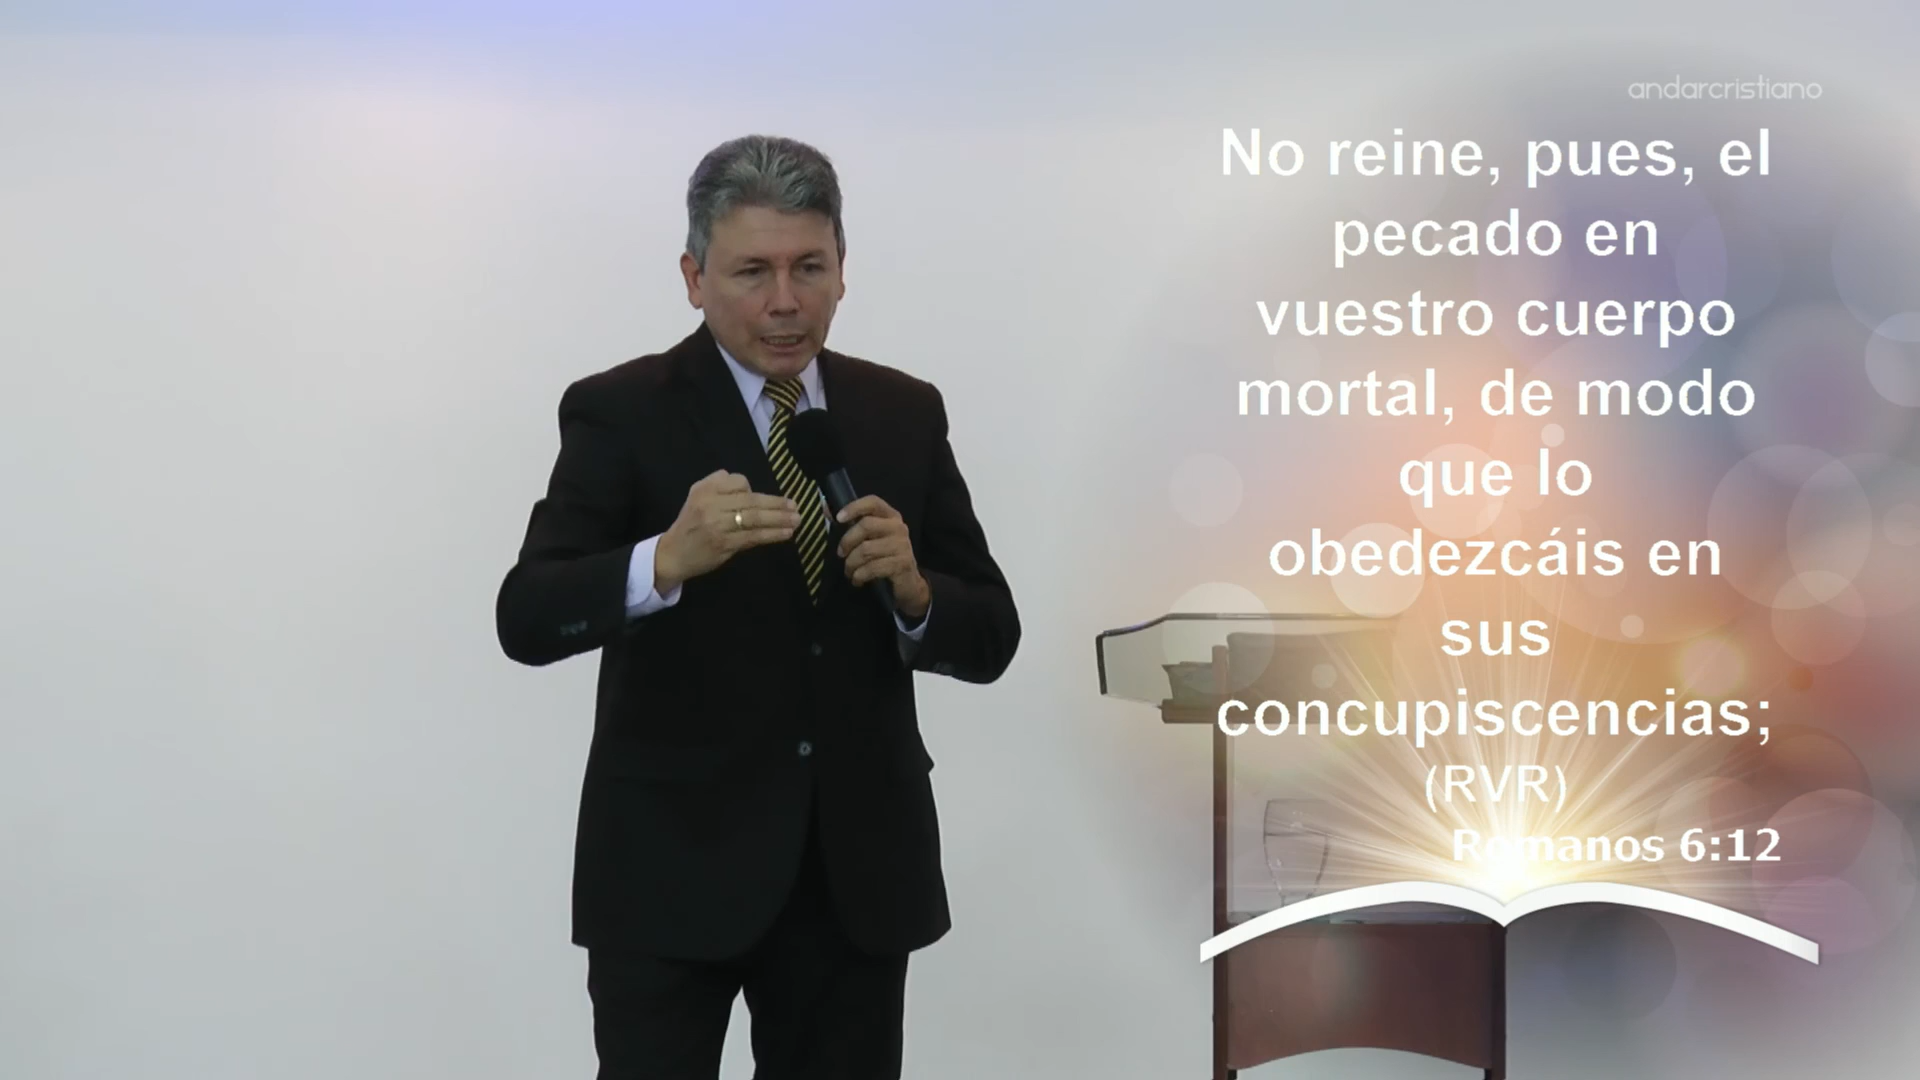 andarcristiano
No reine, pues, el
pecado en
vuestro cuerpo
mortal, de modo
que lo
obedezcáis en
sus
concupiscencias;
(RVR)
Romanos 6:12